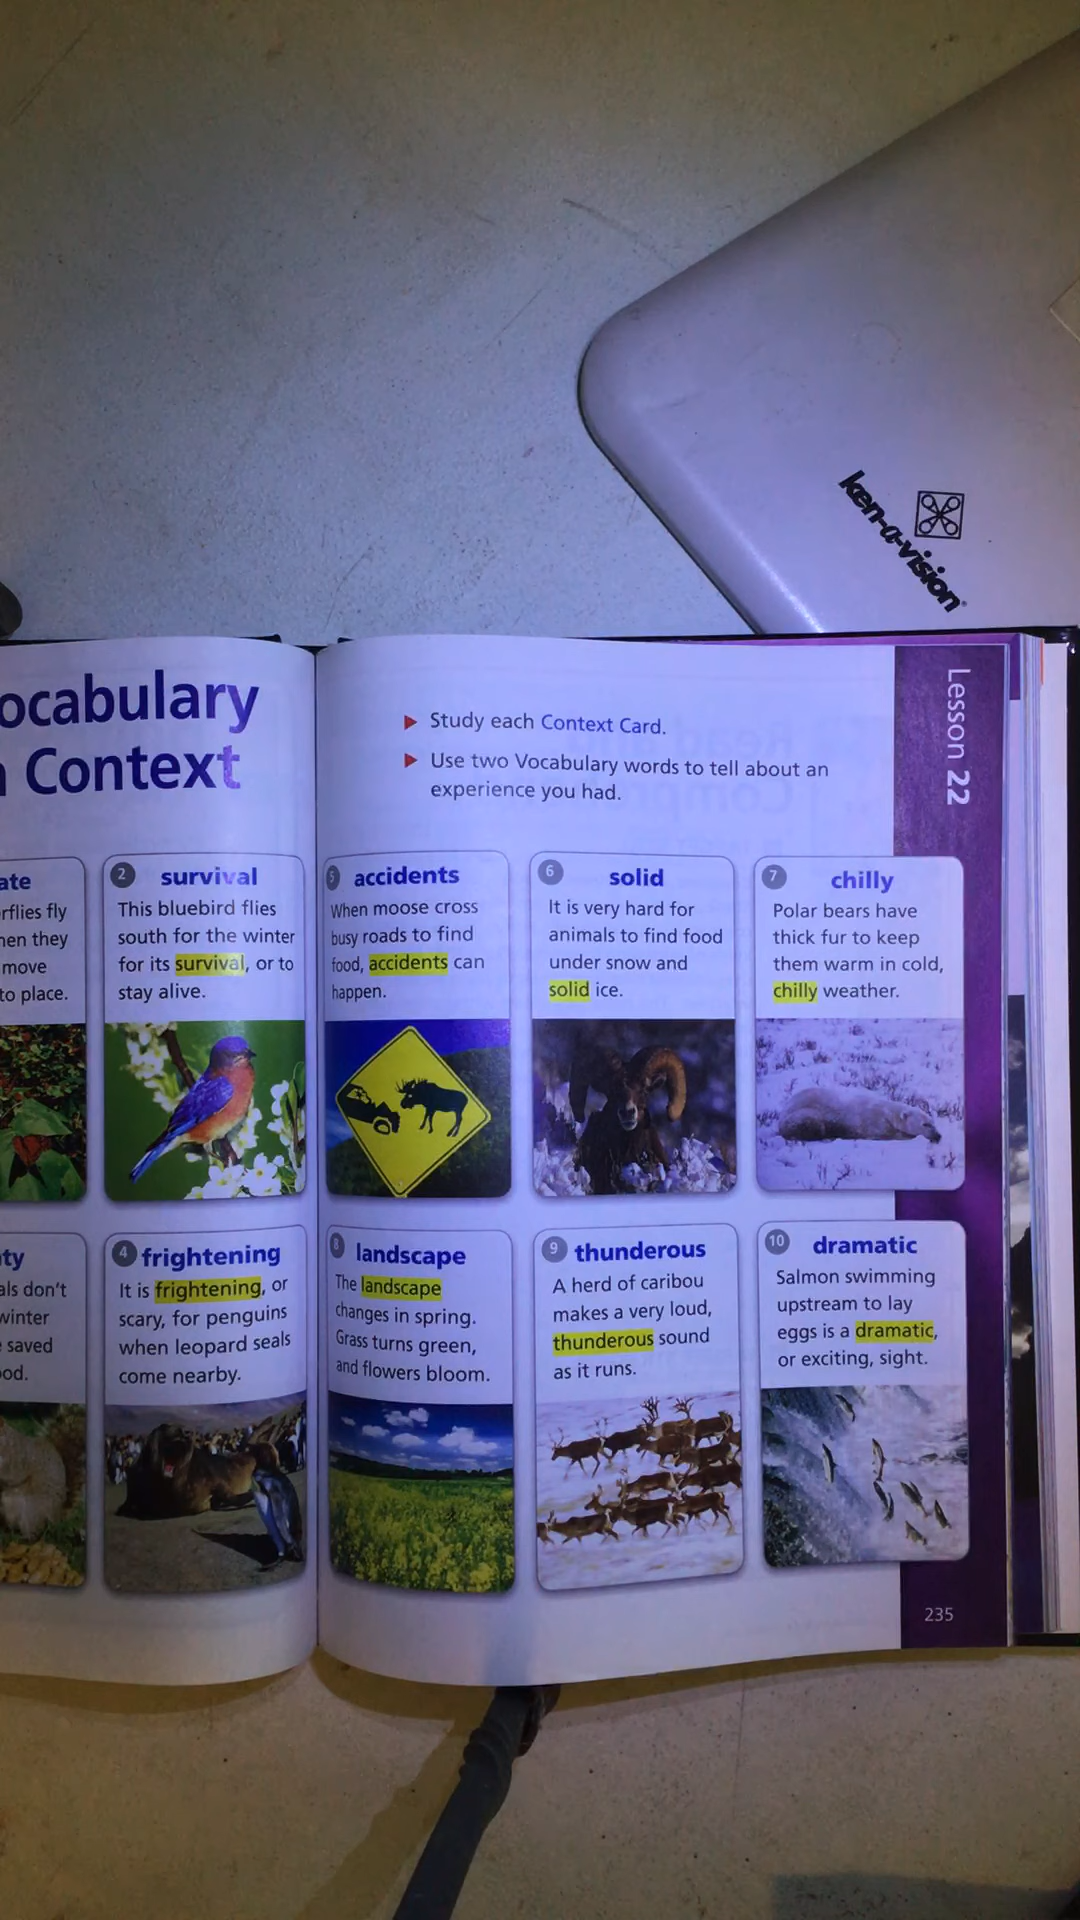 ken-a-vision
ocabulary
Context
Study each Context Card.
Use two Vocabulary words to tell about an
experience you had.
Lesson 22
ate
rflies fly
hen they
move
to place.
2 survival
This bluebird flies
south for the winter
for its survival, or to
stay alive.
5 accidents
When moose cross
busy roads to find
food, accidents can
happen.
6 solid
It is very hard for
animals to find food
under snow and
solid ice.
7 chilly
Polar bears have
thick fur to keep
them warm in cold,
chilly weather.
ty
als don't
winter
saved
od.
4 frightening
It is frightening, or
scary, for penguins
when leopard seals
come nearby.
8 landscape
The landscape
changes in spring.
Grass turns green,
and flowers bloom.
9 thunderous
A herd of caribou
makes a very loud,
thunderous sound
as it runs.
10 dramatic
Salmon swimming
upstream to lay
eggs is a dramatic,
or exciting, sight.
235